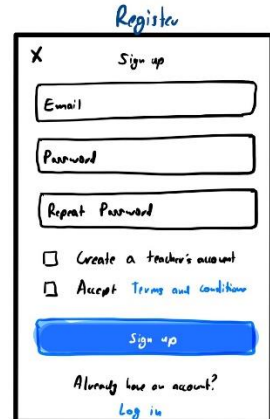 Register
X
Sign up
Email
Password
Repeat Password
Create a teacher's account
Accept Terms and conditions
Sign up
Already have an account?
Log in